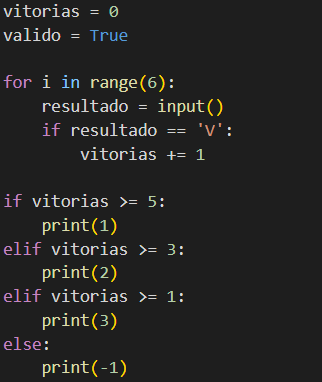 vitorias = 0
valido = True

for i in range(6):
    resultado = input()
    if resultado == 'V':
        vitorias += 1

if vitorias >= 5:
    print(1)
elif vitorias >= 3:
    print(2)
elif vitorias >= 1:
    print(3)
else:
    print(-1)